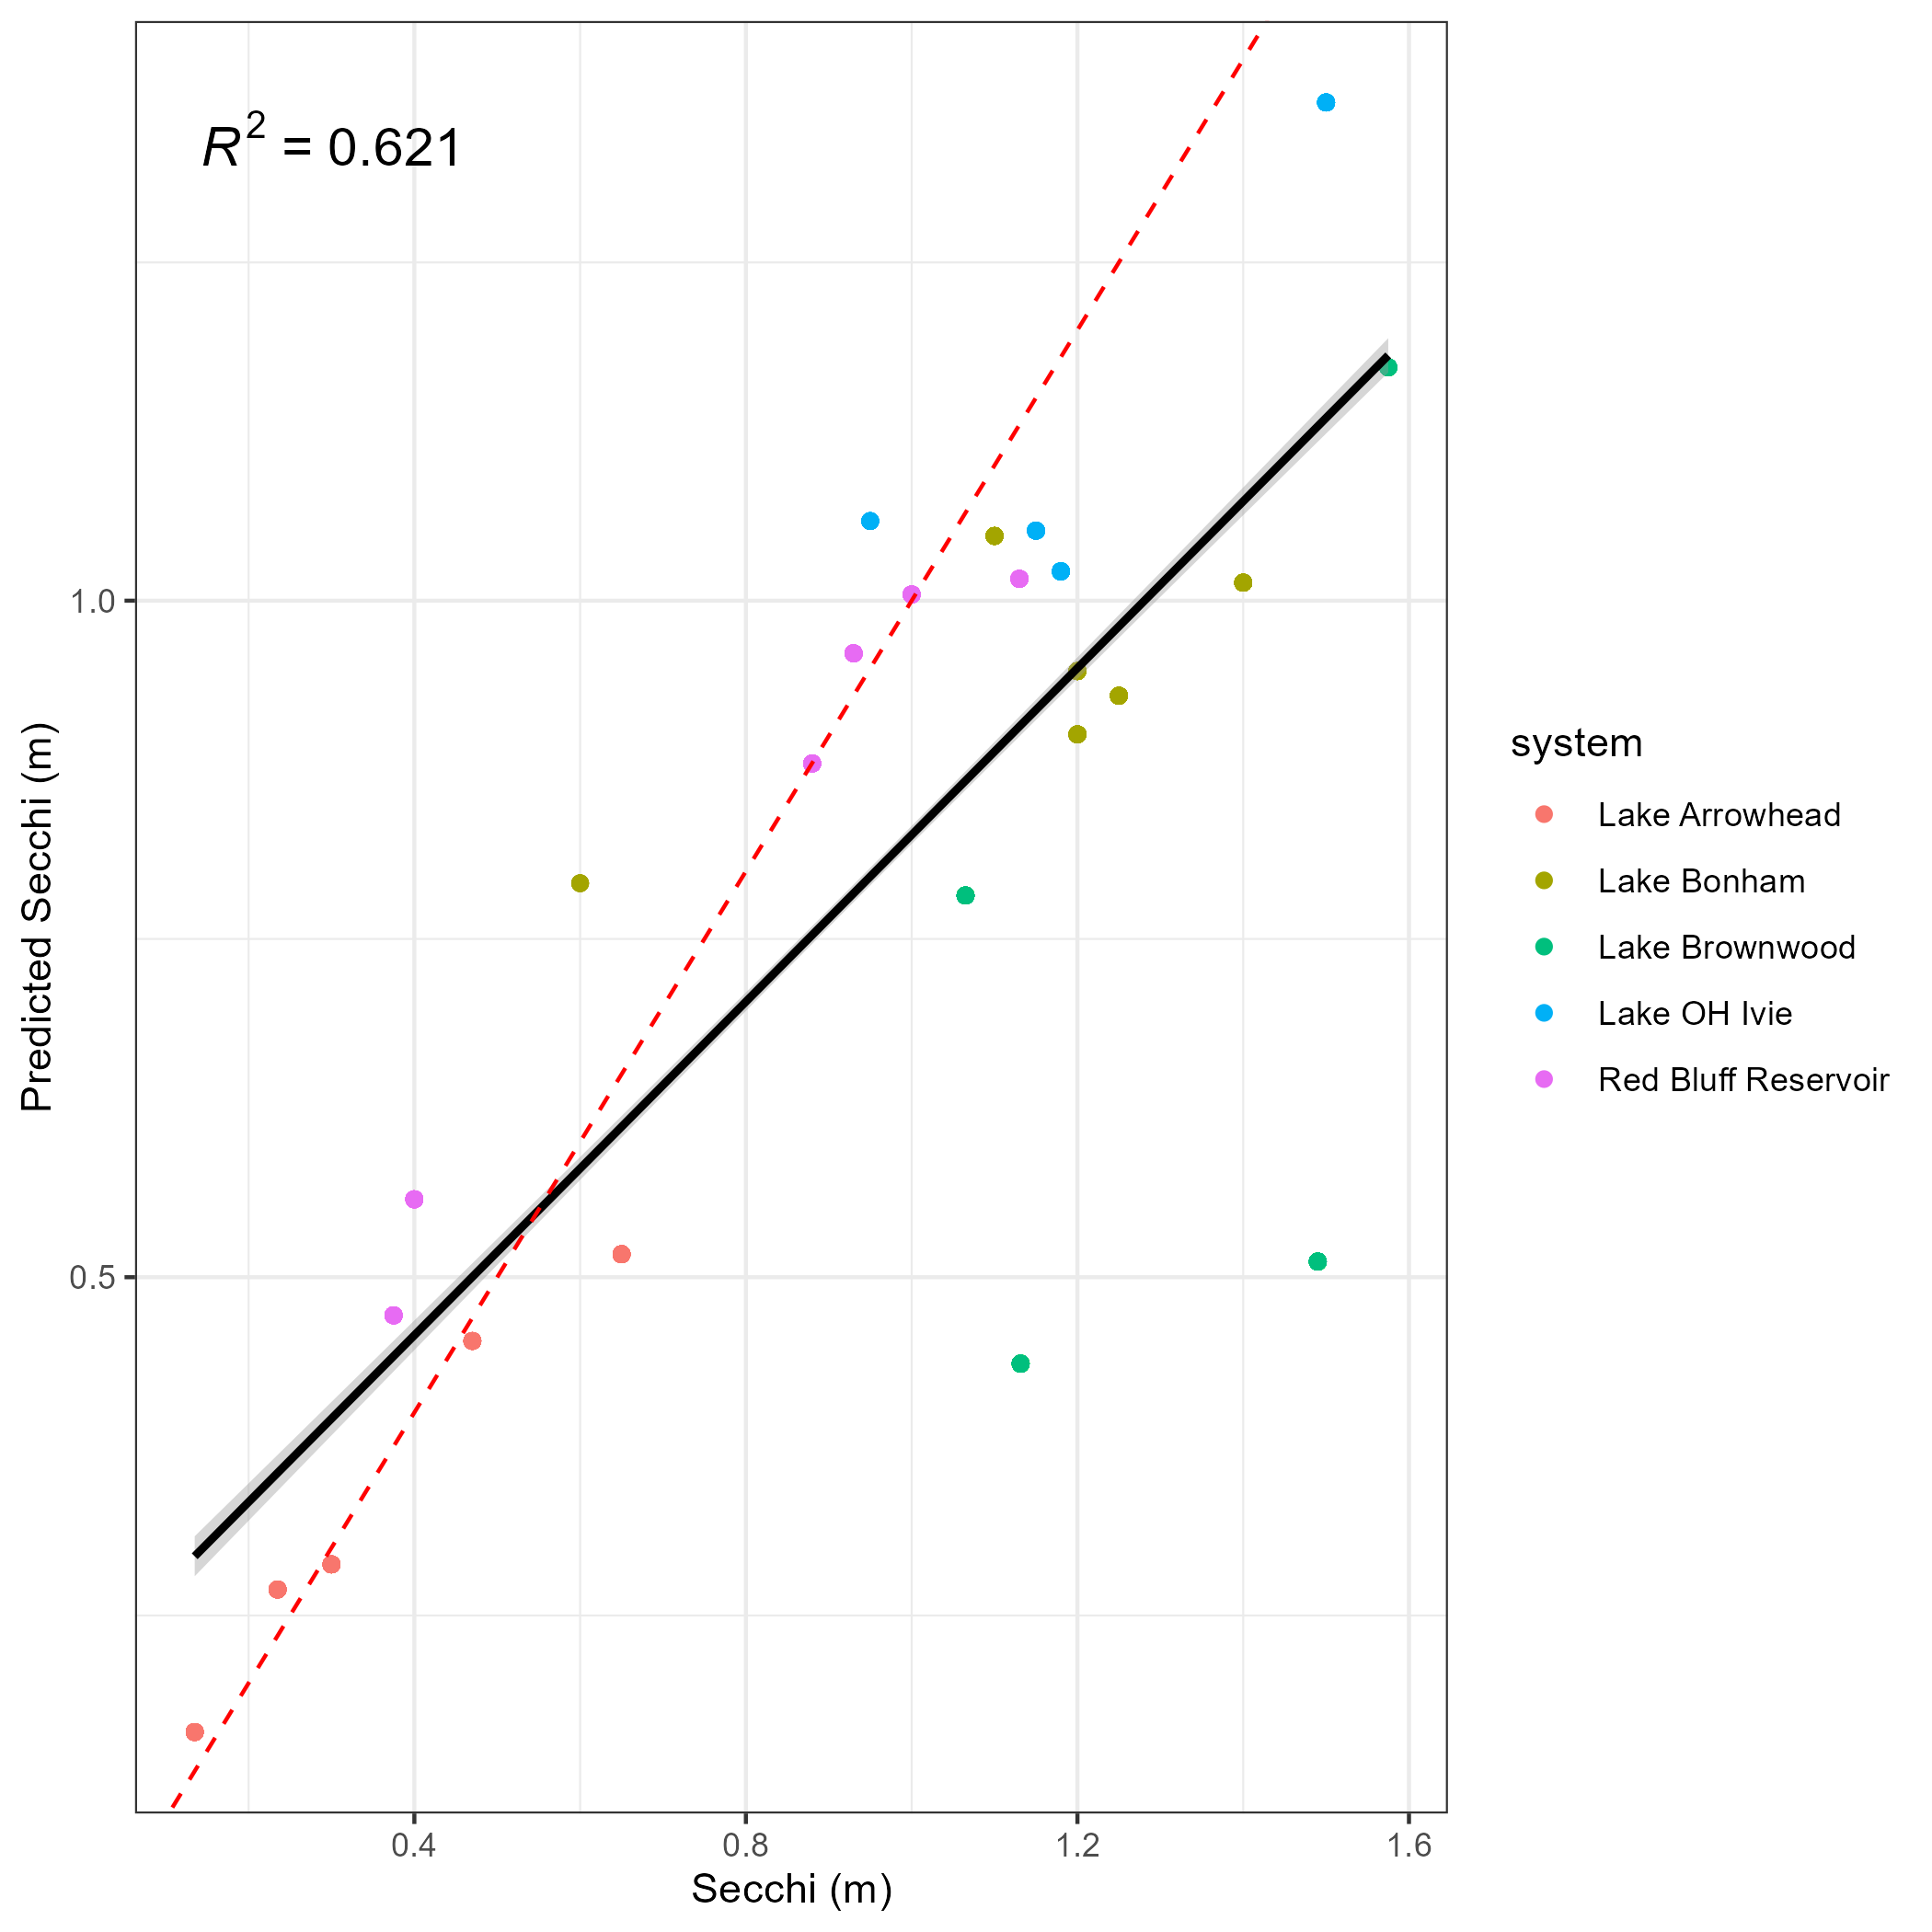 R² = 0.621
1.0
0.5
Predicted Secchi (m)
0.4 0.8 1.2 1.6
Secchi (m)
system
Lake Arrowhead
Lake Bonham
Lake Brownwood
Lake OH Ivie
Red Bluff Reservoir